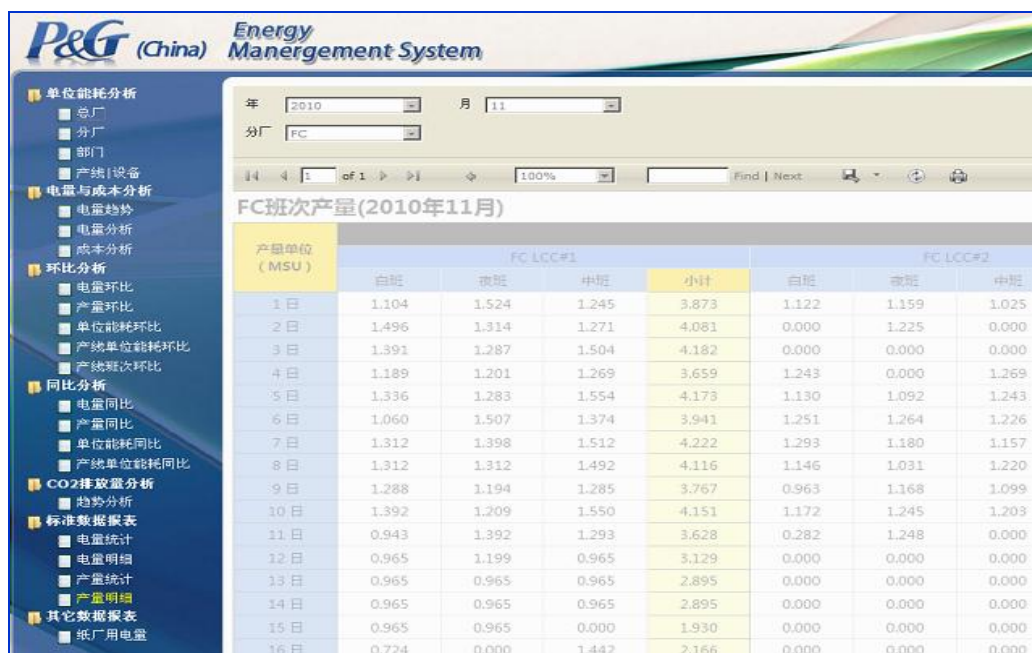 P&G (China) Energy
Manergement System
单位能耗分析
总厂
分厂
部门
产线|设备
电量与成本分析
电量趋势
电量分析
成本分析
环比分析
电量环比
产量环比
单位能耗环比
产线单位能耗环比
产线班次环比
同比分析
电量同比
产量同比
单位能耗同比
产线单位能耗同比
CO2排放量分析
趋势分析
标准数据报表
电量统计
电量明细
产量统计
产量明细
其它数据报表
纸厂用电量
年 2010 月 11
分厂 FC
1 of 1 100% Find | Next
FC班次产量(2010年11月)
产量单位 FC LCC#1 FC LCC#2
(MSU) 白班 夜班 中班 小计 白班 夜班 中班
1日 1.104 1.524 1.245 3.873 1.122 1.159 1.025
2日 1.496 1.314 1.271 4.081 0.000 1.225 0.000
3日 1.391 1.287 1.504 4.182 0.000 0.000 0.000
4日 1.189 1.201 1.269 3.659 1.243 0.000 1.269
5日 1.336 1.283 1.554 4.173 1.130 1.092 1.243
6日 1.060 1.507 1.374 3.941 1.251 1.264 1.226
7日 1.312 1.398 1.512 4.222 1.293 1.180 1.157
8日 1.312 1.312 1.492 4.116 1.146 1.031 1.220
9日 1.288 1.194 1.285 3.767 0.963 1.168 1.099
10日 1.392 1.209 1.550 4.151 1.172 1.245 1.203
11日 0.943 1.392 1.293 3.628 0.282 1.248 0.000
12日 0.965 1.199 0.965 3.129 0.000 0.000 0.000
13日 0.965 0.965 0.965 2.895 0.000 0.000 0.000
14日 0.965 0.965 0.965 2.895 0.000 0.000 0.000
15日 0.965 0.965 0.000 1.930 0.000 0.000 0.000
16日 0.724 0.000 1.442 2.166 0.000 0.000 0.000